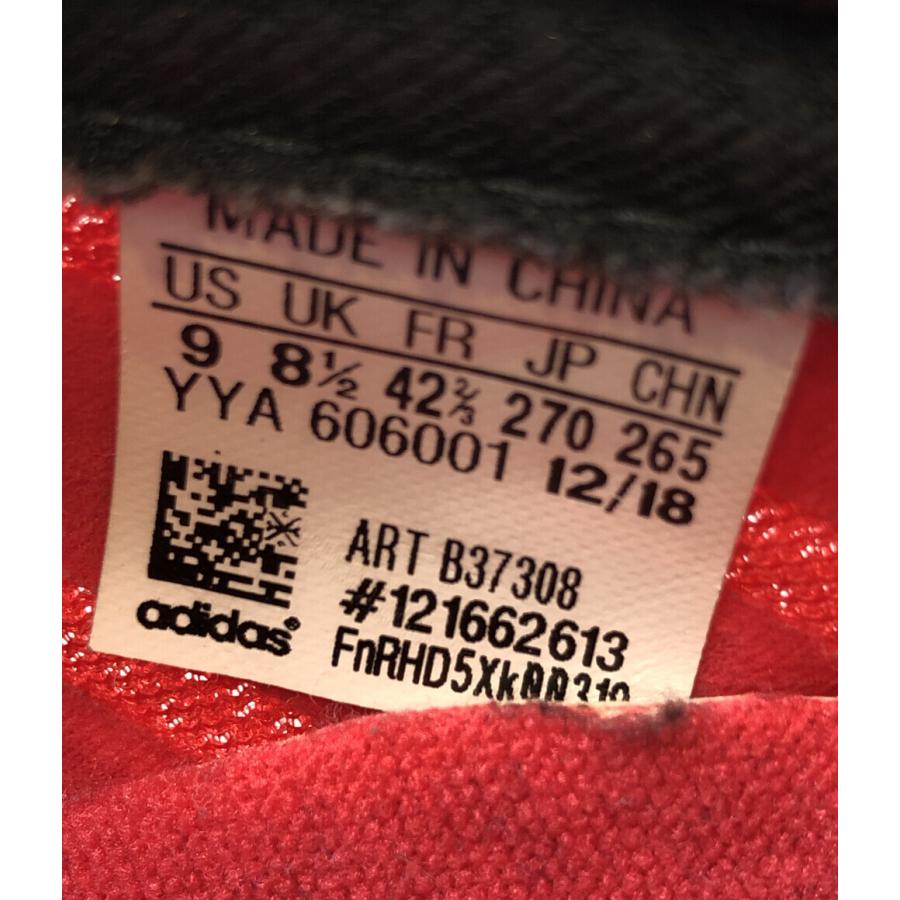 MADE IN CHINA
US UK FR JP CHN
9 8½ 42⅔ 270 265
YYA 606001 12/18
ART B37308
#121662613
adidas®